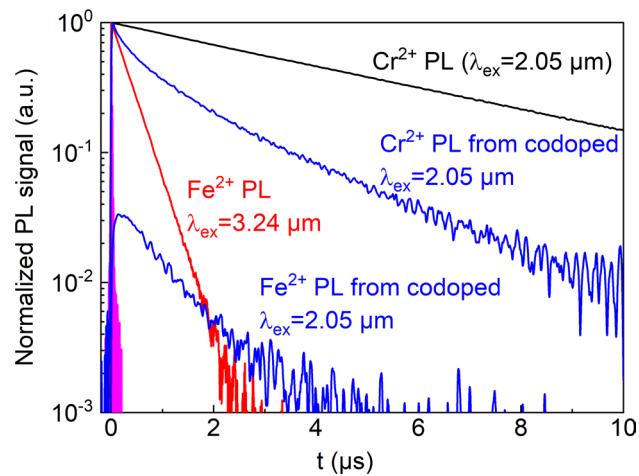 Normalized PL signal (a.u.)
10⁰
10⁻¹
10⁻²
10⁻³
Cr²⁺ PL (λₑₓ=2.05 µm)
Cr²⁺ PL from codoped
λₑₓ=2.05 µm
Fe²⁺ PL
λₑₓ=3.24 µm
Fe²⁺ PL from codoped
λₑₓ=2.05 µm
0 2 4 6 8 10
t (µs)